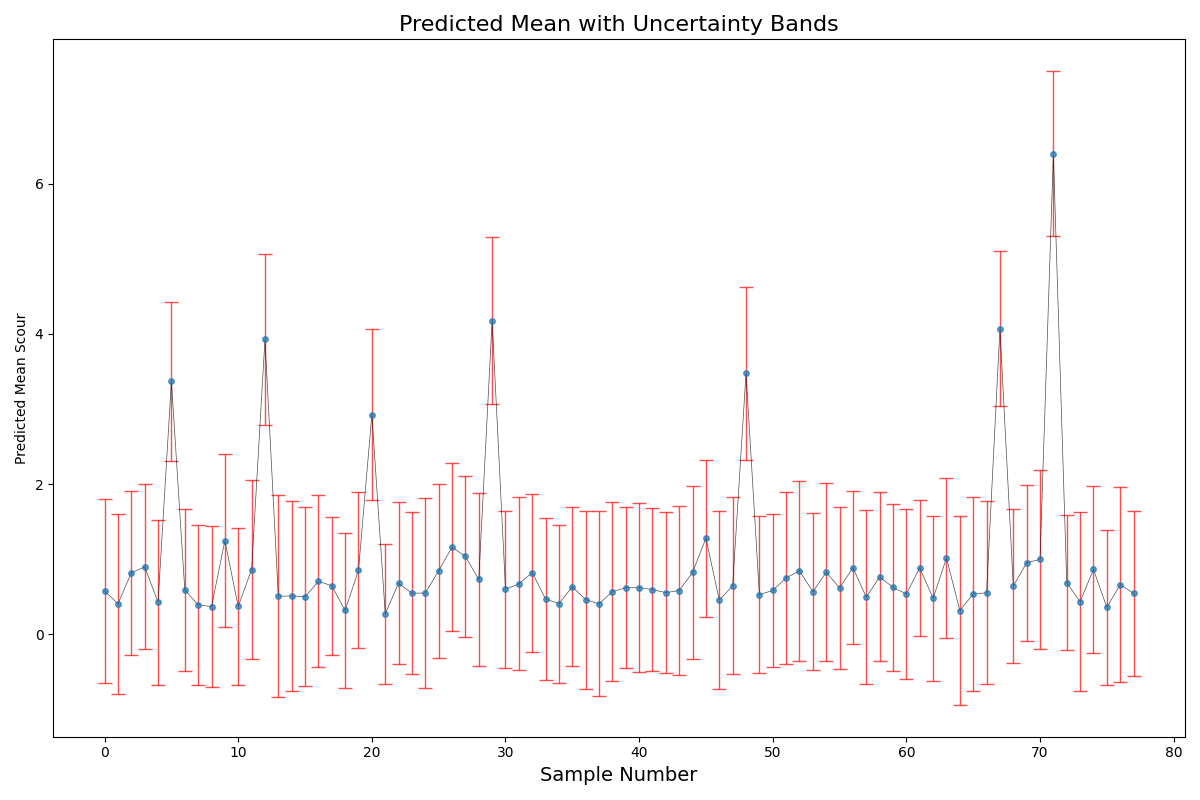 Predicted Mean with Uncertainty Bands
Predicted Mean Scour
6
4
2
0
0 10 20 30 40 50 60 70 80
Sample Number